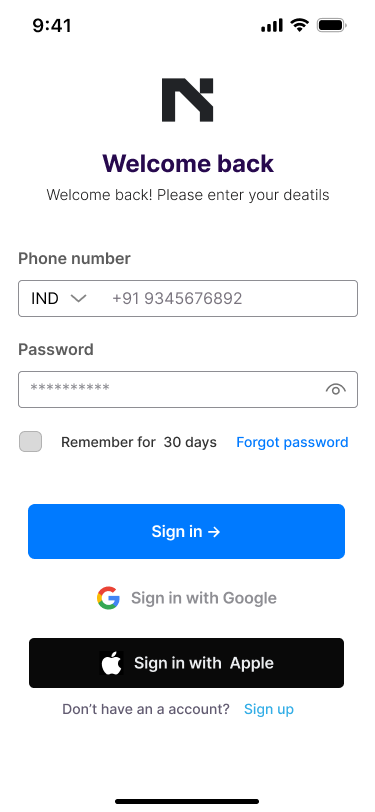 9:41
Welcome back
Welcome back! Please enter your deatils
Phone number
IND +91 9345676892
Password
**********
Remember for 30 days Forgot password
Sign in →
Sign in with Google
Sign in with Apple
Don't have an a account? Sign up